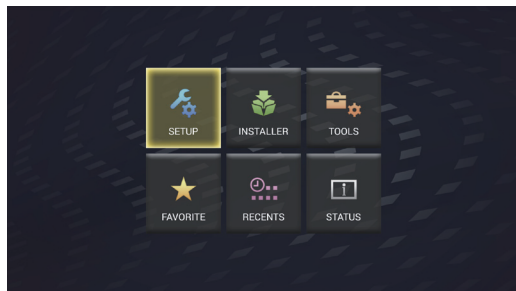 SETUP
INSTALLER
TOOLS
FAVORITE
RECENTS
STATUS